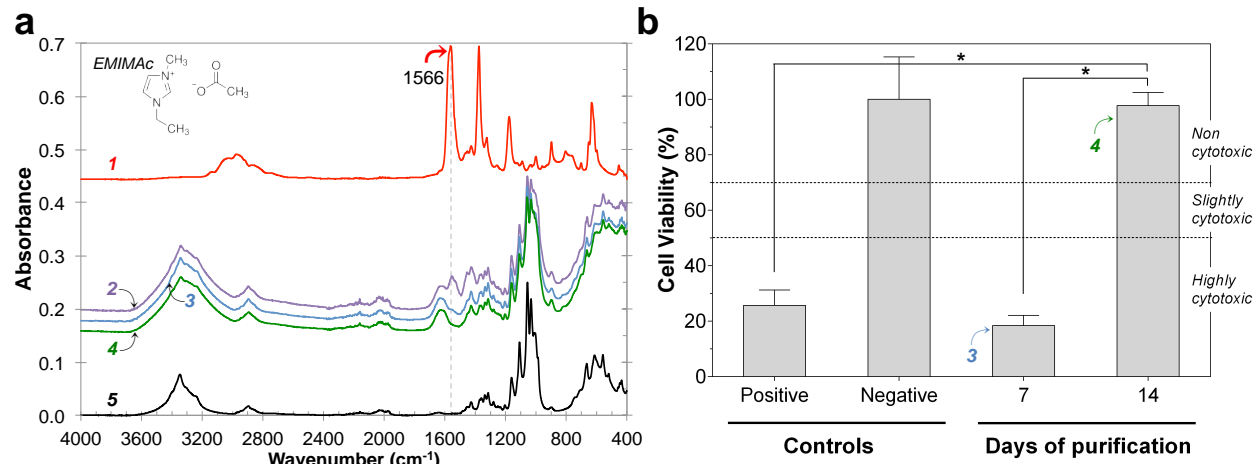 a
0.7
0.6
0.5
0.4
0.3
0.2
0.1
0.0
Absorbance
EMIMAc
CH₃
N⁺
N
CH₃
O
⁻O
CH₃
1566
1
2
3
4
5
4000 3600 3200 2800 2400 2000 1600 1200 800 400
Wavenumber (cm⁻¹)
b
120
100
80
60
40
20
0
Cell Viability (%)
*
*
4
3
Non
cytotoxic
Slightly
cytotoxic
Highly
cytotoxic
Positive Negative 7 14
Controls Days of purification